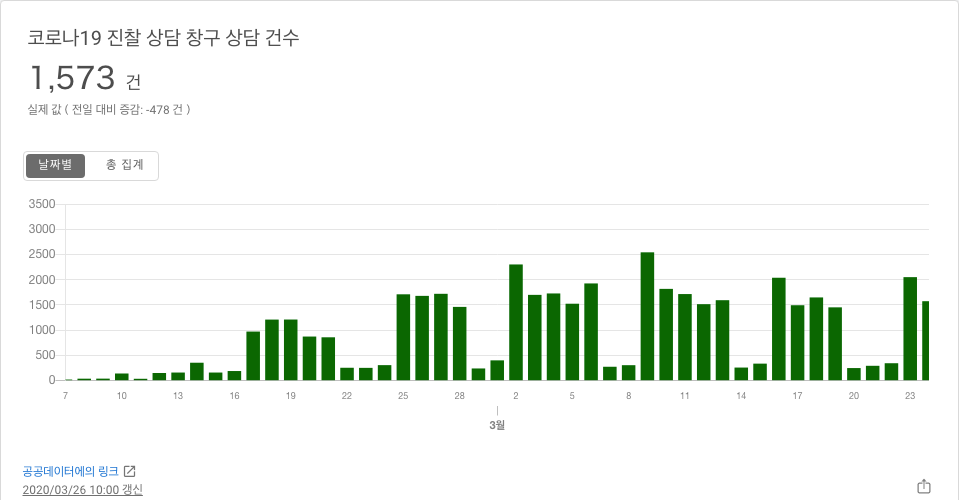 코로나19 진찰 상담 창구 상담 건수
1,573 건
실제 값 ( 전일 대비 증감: -478 건 )
날짜별 총 집계
3500
3000
2500
2000
1500
1000
500
0
7 10 13 16 19 22 25 28 2 5 8 11 14 17 20 23
3월
공공데이터에의 링크
2020/03/26 10:00 갱신